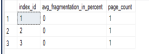 index_id avg_fragmentation_in_percent page_count
1 1 0 1
2 2 0 1
3 3 0 1